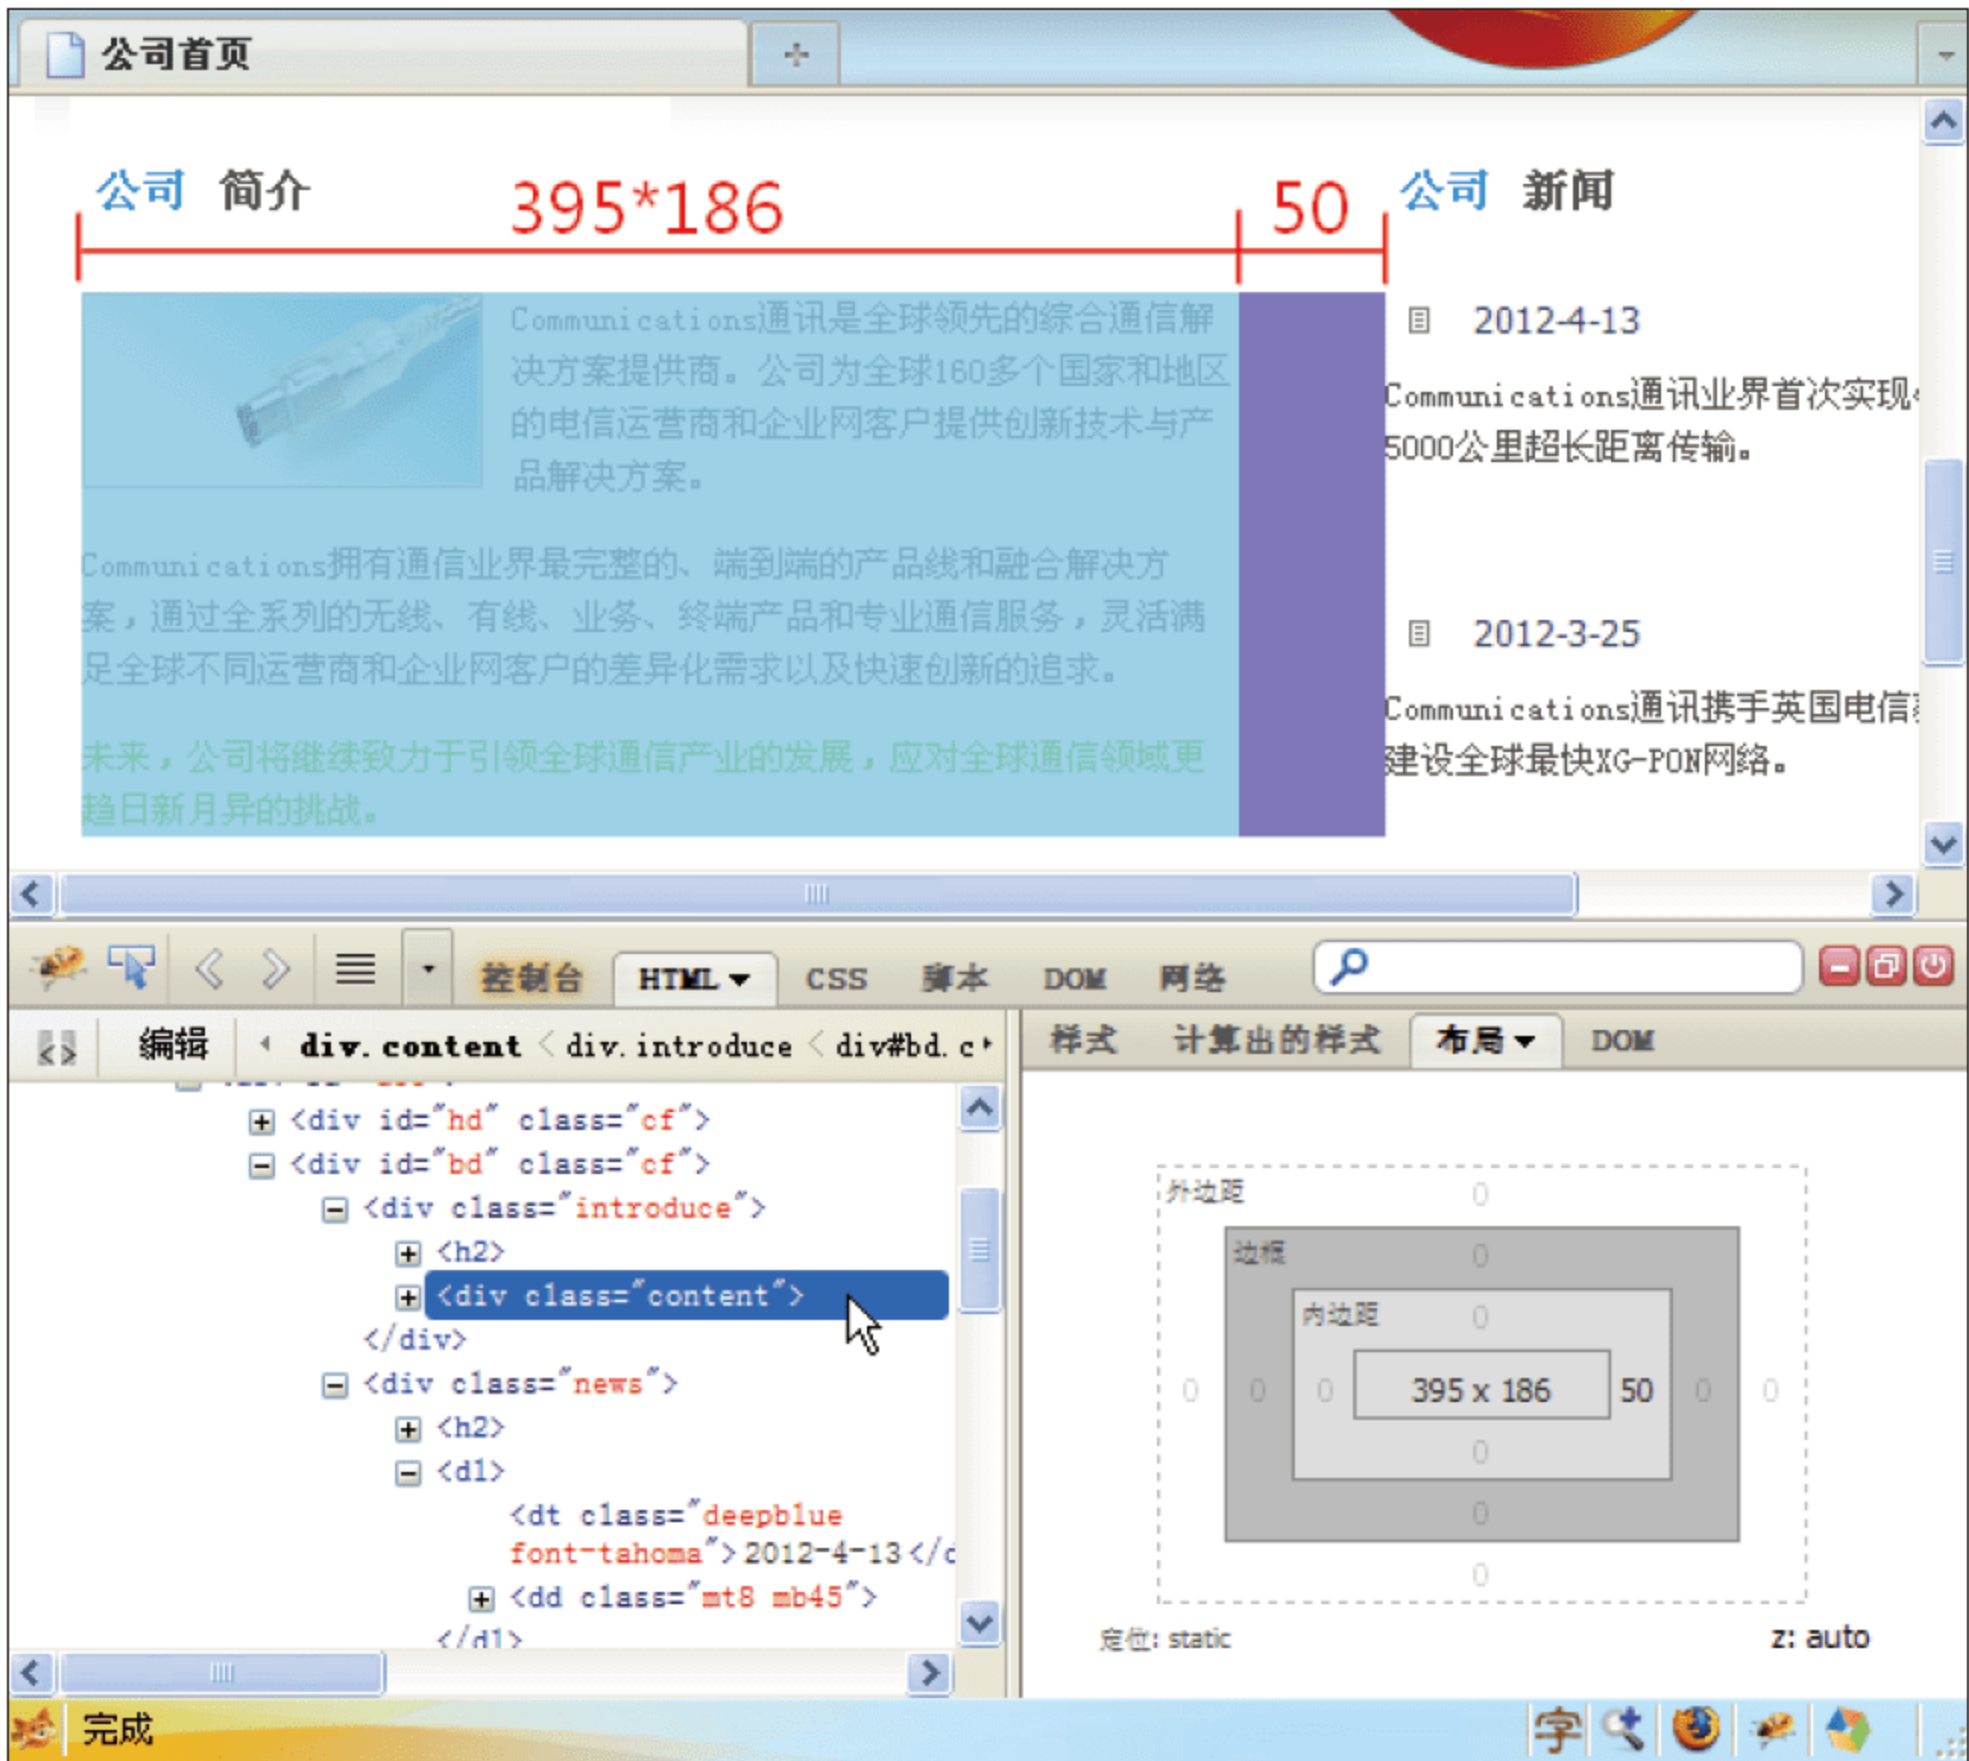 公司首页
公司 简介
395*186
50
公司 新闻
Communications通讯是全球领先的综合通信解
决方案提供商。公司为全球160多个国家和地区
的电信运营商和企业网客户提供创新技术与产
品解决方案。
Communications拥有通信业界最完整的、端到端的产品线和融合解决方
案，通过全系列的无线、有线、业务、终端产品和专业通信服务，灵活满
足全球不同运营商和企业网客户的差异化需求以及快速创新的追求。
未来，公司将继续致力于引领全球通信产业的发展，应对全球通信领域更
趋日新月异的挑战。
2012-4-13
Communications通讯业界首次实现
5000公里超长距离传输。
2012-3-25
Communications通讯携手英国电信
建设全球最快XG-PON网络。
控制台 HTML CSS 脚本 DOM 网络
编辑 div.content < div.introduce < div#bd.c
<div id="hd" class="cf">
<div id="bd" class="cf">
<div class="introduce">
<h2>
<div class="content">
</div>
<div class="news">
<h2>
<dl>
<dt class="deepblue
font-tahoma">2012-4-13</
<dd class="mt8 mb45">
</dl>
样式 计算出的样式 布局 DOM
外边距 0
边框 0
内边距 0
0 0 0 395 x 186 50 0 0
0
0
0
定位: static z: auto
完成
字